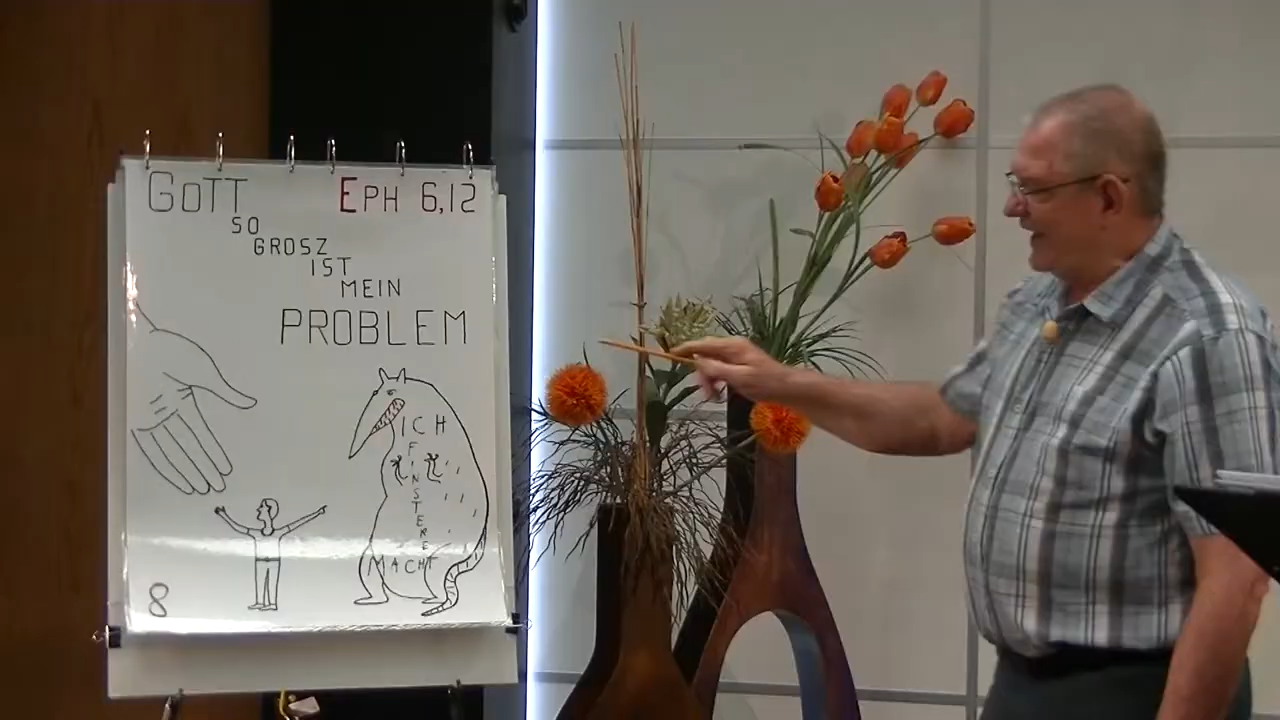 GOTT EPH 6,12
SO
GROSZ
IST
MEIN
PROBLEM
ICH
FINSTERE
MACHT
8